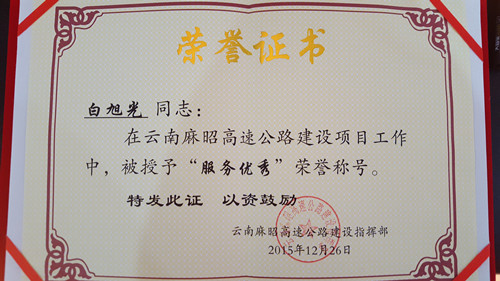 荣誉证书
白旭光 同志：
在云南麻昭高速公路建设项目工作
中，被授予“服务优秀”荣誉称号。
特发此证 以资鼓励
云南麻昭高速公路建设指挥部
2015年12月26日